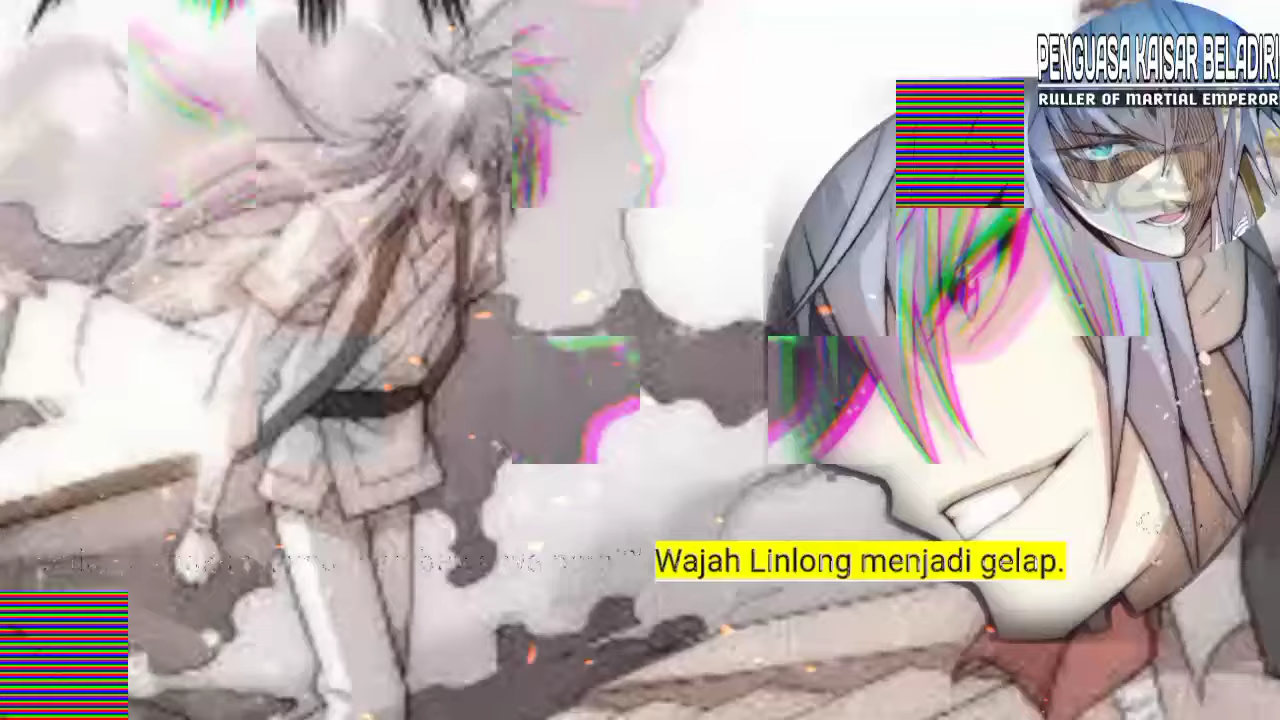 PENGUASA KAISAR BELADIRI
RULLER OF MARTIAL EMPEROR
Wajah Linlong menjadi gelap.